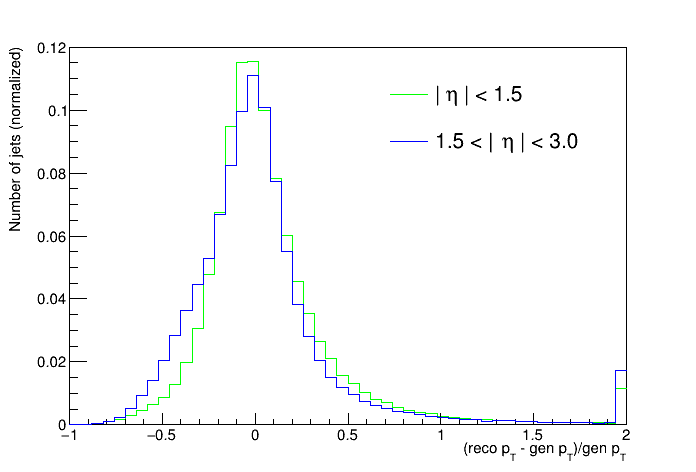 Number of jets (normalized)
0.12
0.1
0.08
0.06
0.04
0.02
0
| η | < 1.5
1.5 < | η | < 3.0
−1 −0.5 0 0.5 1 1.5 2
(reco p_T - gen p_T)/gen p_T